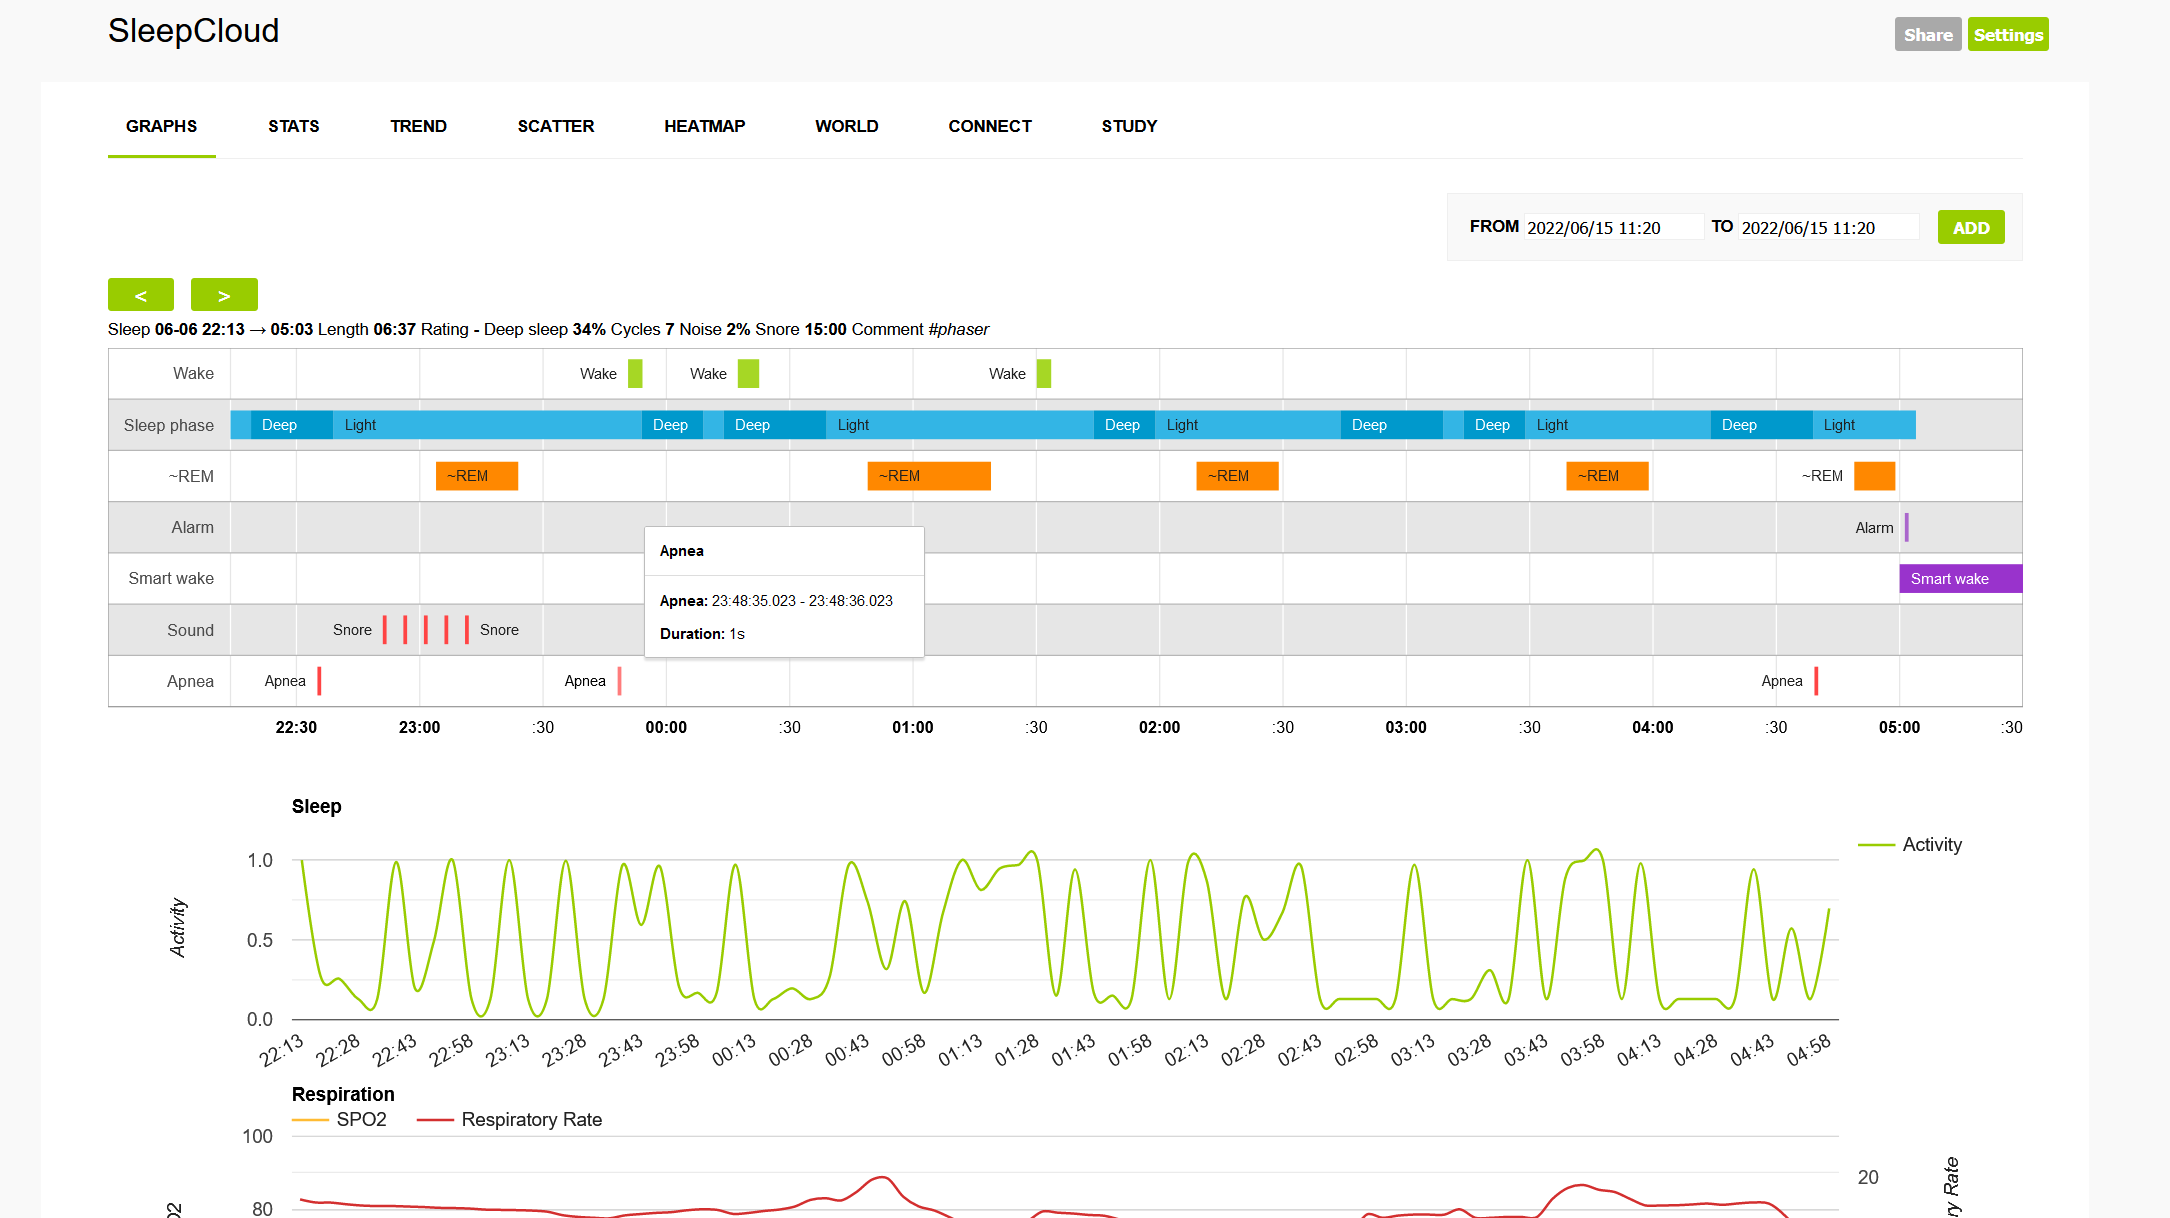 SleepCloud
Share Settings
GRAPHS STATS TREND SCATTER HEATMAP WORLD CONNECT STUDY
FROM 2022/06/15 11:20 TO 2022/06/15 11:20 ADD
< >
Sleep 06-06 22:13 → 05:03 Length 06:37 Rating - Deep sleep 34% Cycles 7 Noise 2% Snore 15:00 Comment #phaser
Wake Wake Wake Wake
Sleep phase Deep Light Deep Deep Light Deep Light Deep Deep Light Deep Light
~REM ~REM ~REM ~REM ~REM ~REM
Alarm Alarm
Apnea
Smart wake Smart wake
Apnea: 23:48:35.023 - 23:48:36.023
Duration: 1s
Sound Snore Snore
Apnea Apnea Apnea Apnea
22:30 23:00 :30 00:00 :30 01:00 :30 02:00 :30 03:00 :30 04:00 :30 05:00 :30
Sleep
Activity
1.0
Activity
0.5
0.0
22:13 22:28 22:43 22:58 23:13 23:28 23:43 23:58 00:13 00:28 00:43 00:58 01:13 01:28 01:43 01:58 02:13 02:28 02:43 02:58 03:13 03:28 03:43 03:58 04:13 04:28 04:43 04:58
Respiration
SPO2 Respiratory Rate
100
20
80
Rate